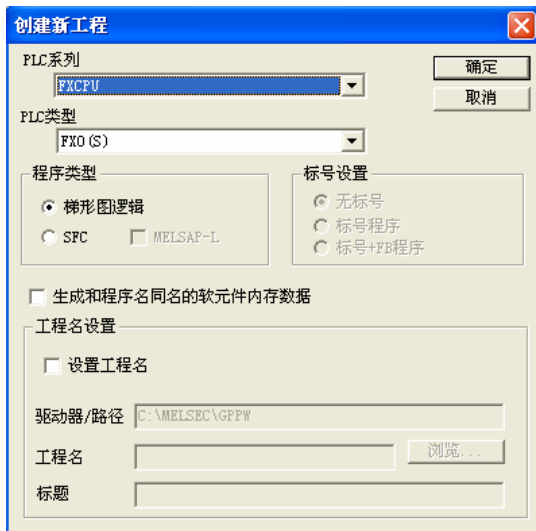 创建新工程
PLC系列
确定
FXCPU
取消
PLC类型
FX0(S)
程序类型
标号设置
梯形图逻辑
无标号
SFC
MELSAP-L
标号程序
标号+FB程序
生成和程序名同名的软元件内存数据
工程名设置
设置工程名
驱动器/路径
C:\MELSEC\GPPW
工程名
浏览...
标题